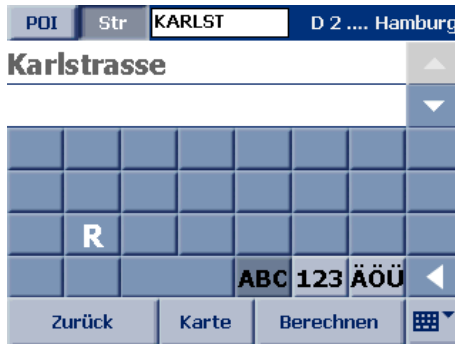 POI Str KARLST D 2 .... Hamburg
Karlstrasse
R
ABC 123 ÄÖÜ
Zurück Karte Berechnen